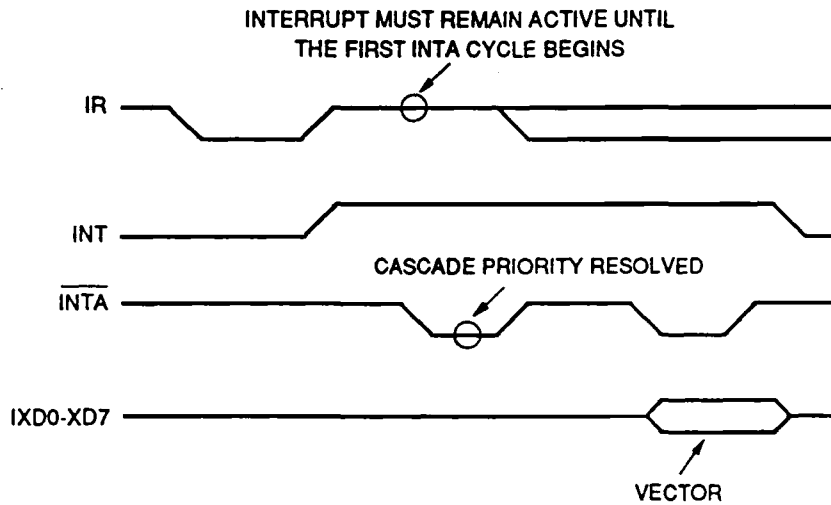 INTERRUPT MUST REMAIN ACTIVE UNTIL
THE FIRST INTA CYCLE BEGINS
IR
INT
CASCADE PRIORITY RESOLVED
INTA
IXD0-XD7
VECTOR